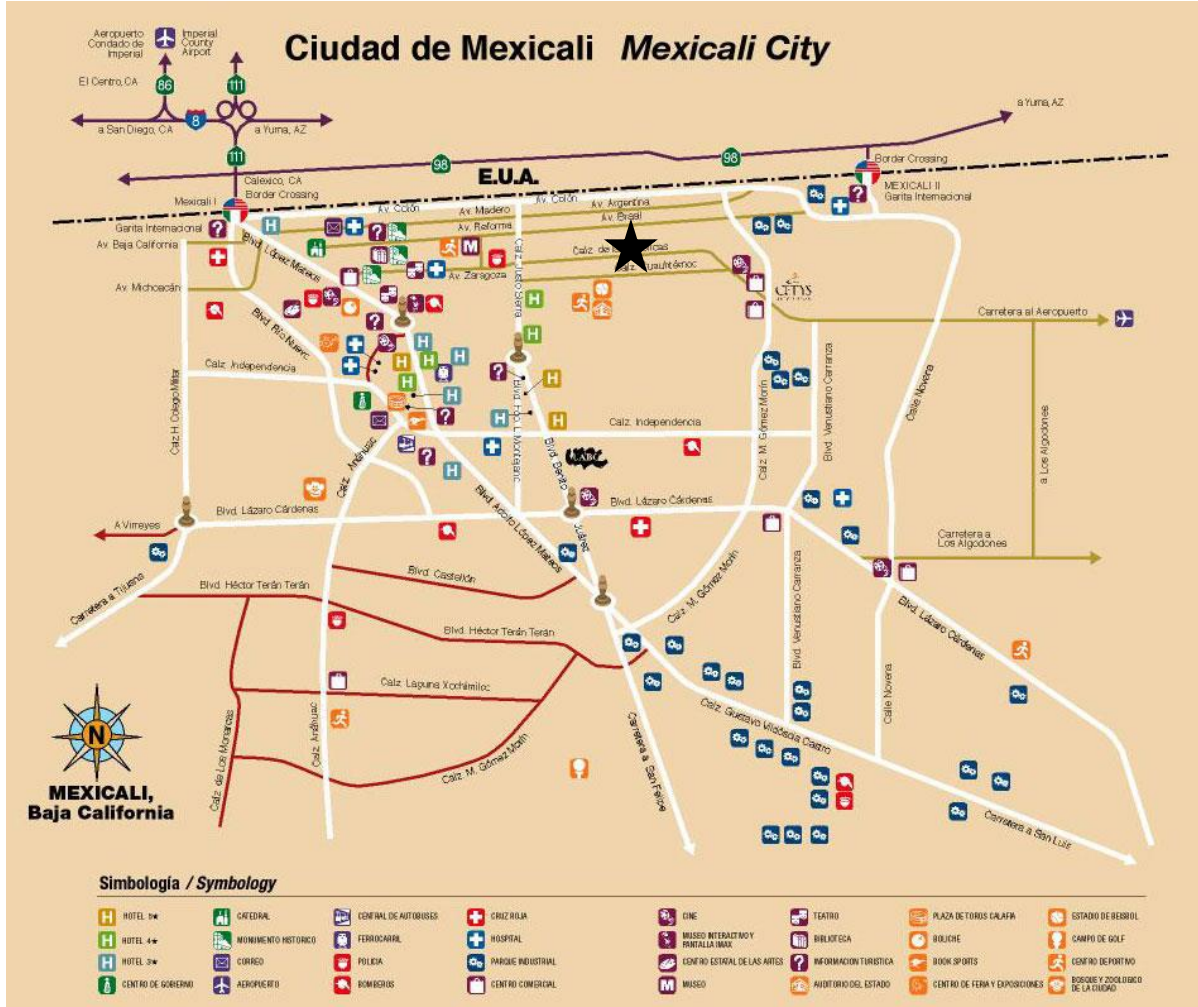 Ciudad de Mexicali Mexicali City
Aeropuerto
Condado de
Imperial
Imperial
County
Airport
El Centro, CA
86
111
a San Diego, CA
8
a Yuma, AZ
a Yuma, AZ
111
98
98
Calexico, CA
Border Crossing
E.U.A.
Border Crossing
MEXICALI II
Garita Internacional
Mexicali I
Garita Internacional
Av. Colón
Av. Madero
Av. Colón
Av. Argentina
Av. Reforma
Av. Brasil
Av. Baja California
Blvd. López Mateos
Av. Zaragoza
Calz. Justo Sierra
Av. Michoacán
Blvd. Río Nuevo
CETYS
Carretera al Aeropuerto
Calz. Independencia
Calz. H. Colegio Militar
Calz. M. Gómez Morín
Blvd. Venustiano Carranza
Calle Novena
a Los Algodones
Calz. Independencia
Calz. Anáhuac
Blvd. Benito
Juárez
Blvd. Lázaro Cárdenas
Blvd. Lázaro Cárdenas
A Virreyes
Blvd. Adolfo López Mateos
Carretera a
Los Algodones
Carretera a Tijuana
Blvd. Castellón
Blvd. Héctor Terán Terán
Blvd. Héctor Terán Terán
Calz. M. Gómez Morín
Blvd. Venustiano Carranza
Blvd. Lázaro Cárdenas
Calle Novena
Calz. Laguna Xochimilco
Calz. de Los Monarcas
Calz. Anáhuac
Calz. M. Gómez Morín
Carretera a San Felipe
Calz. Gustavo Vildósola Castro
Carretera a San Luis
N
MEXICALI,
Baja California
Simbología / Symbology
HOTEL 5★
CATEDRAL
CENTRAL DE AUTOBUSES
CRUZ ROJA
CINE
TEATRO
PLAZA DE TOROS CALAFIA
ESTADIO DE BEISBOL
HOTEL 4★
MONUMENTO HISTORICO
FERROCARRIL
HOSPITAL
MUSEO INTERACTIVO Y
PANTALLA IMAX
BIBLIOTECA
BOLICHE
CAMPO DE GOLF
HOTEL 3★
CORREO
POLICIA
PARQUE INDUSTRIAL
CENTRO ESTATAL DE LAS ARTES
INFORMACION TURISTICA
BOOK SPORTS
CENTRO DEPORTIVO
CENTRO DE GOBIERNO
AEROPUERTO
BOMBEROS
CENTRO COMERCIAL
MUSEO
AUDITORIO DEL ESTADO
CENTRO DE FERIA Y EXPOSICIONES
BOSQUE Y ZOOLOGICO
DE LA CIUDAD